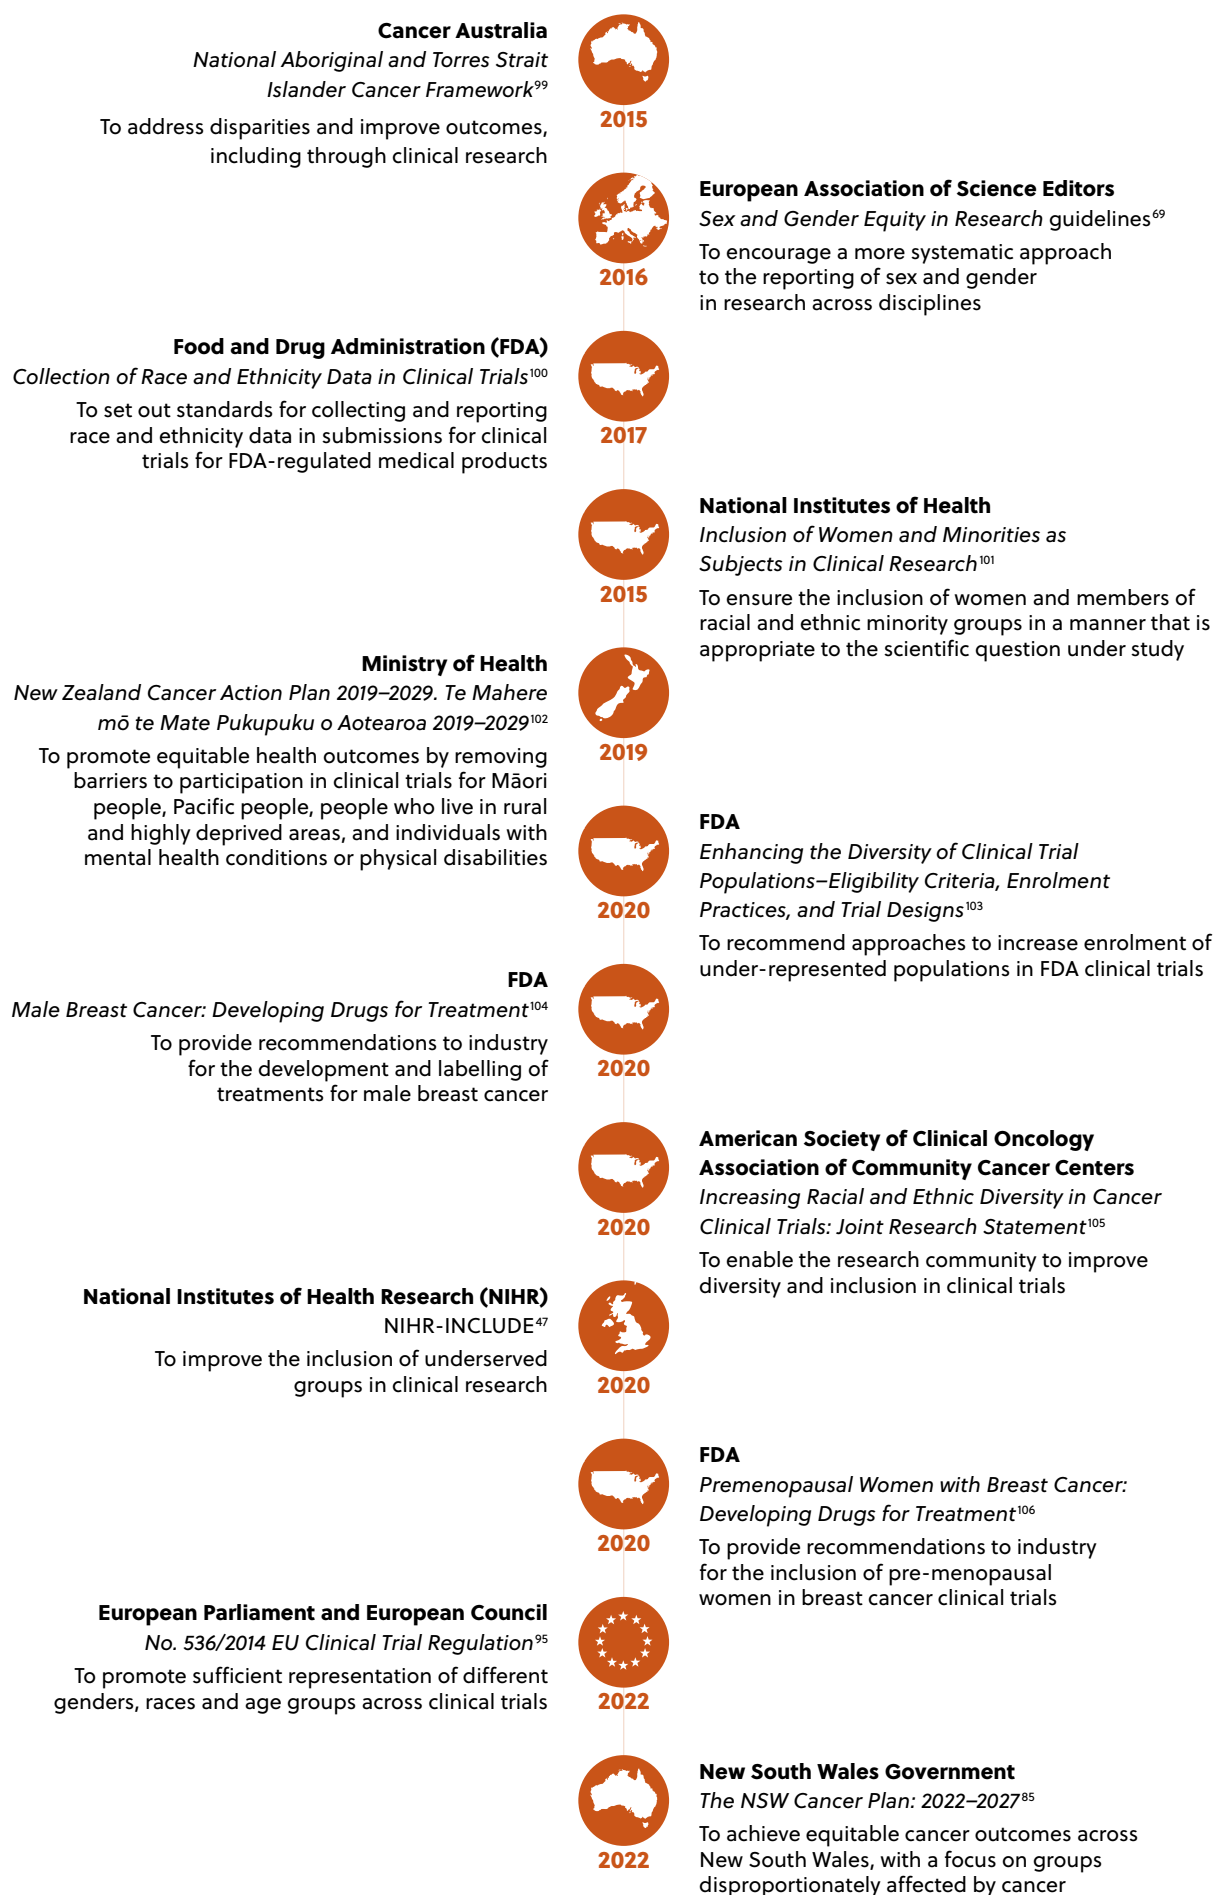 Cancer Australia
National Aboriginal and Torres Strait
Islander Cancer Framework99
To address disparities and improve outcomes,
including through clinical research
2015
European Association of Science Editors
Sex and Gender Equity in Research guidelines69
To encourage a more systematic approach
to the reporting of sex and gender
in research across disciplines
2016
Food and Drug Administration (FDA)
Collection of Race and Ethnicity Data in Clinical Trials100
To set out standards for collecting and reporting
race and ethnicity data in submissions for clinical
trials for FDA-regulated medical products
2017
National Institutes of Health
Inclusion of Women and Minorities as
Subjects in Clinical Research101
To ensure the inclusion of women and members of
racial and ethnic minority groups in a manner that is
appropriate to the scientific question under study
2015
Ministry of Health
New Zealand Cancer Action Plan 2019–2029. Te Mahere
mō te Mate Pukupuku o Aotearoa 2019–2029102
To promote equitable health outcomes by removing
barriers to participation in clinical trials for Māori
people, Pacific people, people who live in rural
and highly deprived areas, and individuals with
mental health conditions or physical disabilities
2019
FDA
Enhancing the Diversity of Clinical Trial
Populations–Eligibility Criteria, Enrolment
Practices, and Trial Designs103
To recommend approaches to increase enrolment of
under-represented populations in FDA clinical trials
2020
FDA
Male Breast Cancer: Developing Drugs for Treatment104
To provide recommendations to industry
for the development and labelling of
treatments for male breast cancer
2020
American Society of Clinical Oncology
Association of Community Cancer Centers
Increasing Racial and Ethnic Diversity in Cancer
Clinical Trials: Joint Research Statement105
To enable the research community to improve
diversity and inclusion in clinical trials
2020
National Institutes of Health Research (NIHR)
NIHR-INCLUDE47
To improve the inclusion of underserved
groups in clinical research
2020
FDA
Premenopausal Women with Breast Cancer:
Developing Drugs for Treatment106
To provide recommendations to industry
for the inclusion of pre-menopausal
women in breast cancer clinical trials
2020
European Parliament and European Council
No. 536/2014 EU Clinical Trial Regulation95
To promote sufficient representation of different
genders, races and age groups across clinical trials
2022
New South Wales Government
The NSW Cancer Plan: 2022–202785
To achieve equitable cancer outcomes across
New South Wales, with a focus on groups
disproportionately affected by cancer
2022